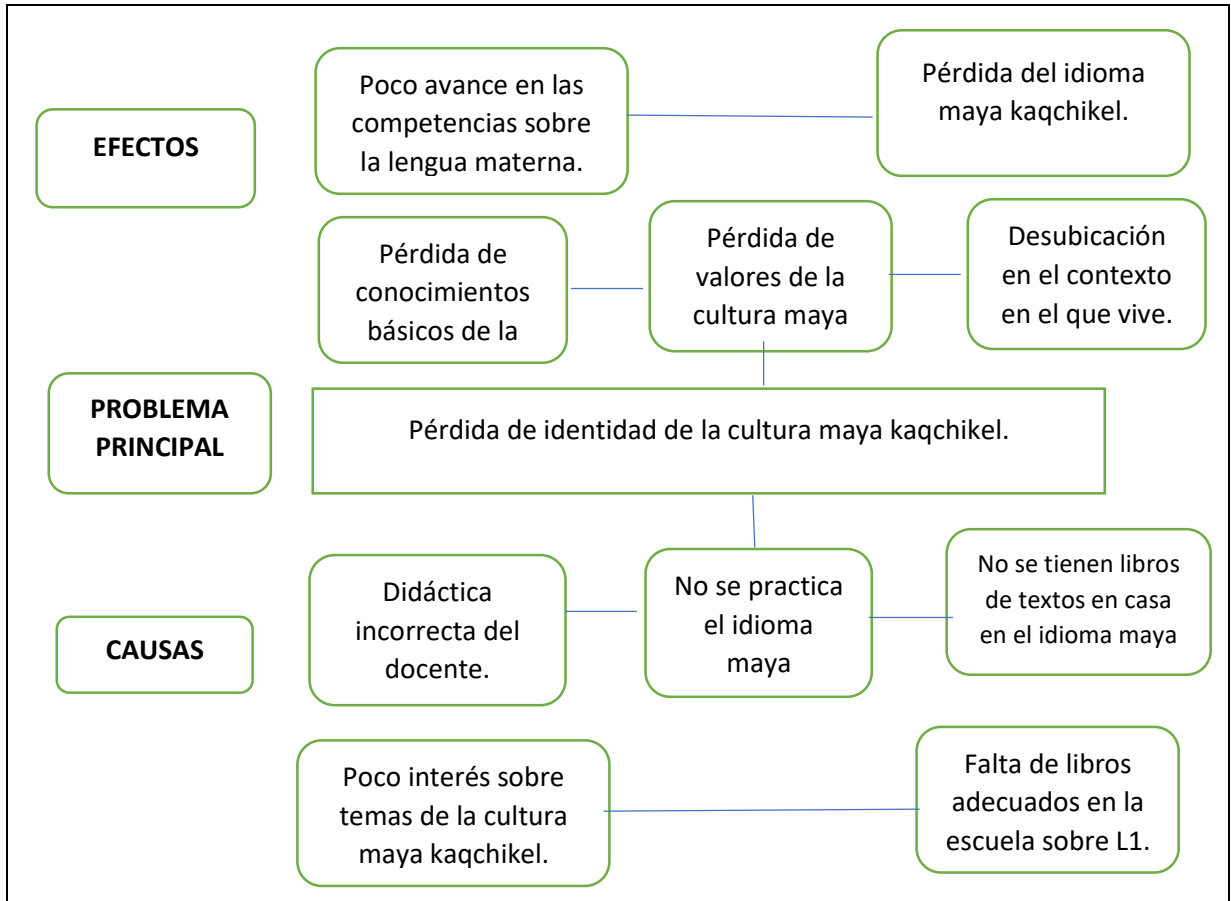 EFECTOS
Poco avance en las
competencias sobre
la lengua materna.
Pérdida del idioma
maya kaqchikel.
Pérdida de
conocimientos
básicos de la
Pérdida de
valores de la
cultura maya
Desubicación
en el contexto
en el que vive.
PROBLEMA
PRINCIPAL
Pérdida de identidad de la cultura maya kaqchikel.
CAUSAS
Didáctica
incorrecta del
docente.
No se practica
el idioma
maya
No se tienen libros
de textos en casa
en el idioma maya
Poco interés sobre
temas de la cultura
maya kaqchikel.
Falta de libros
adecuados en la
escuela sobre L1.